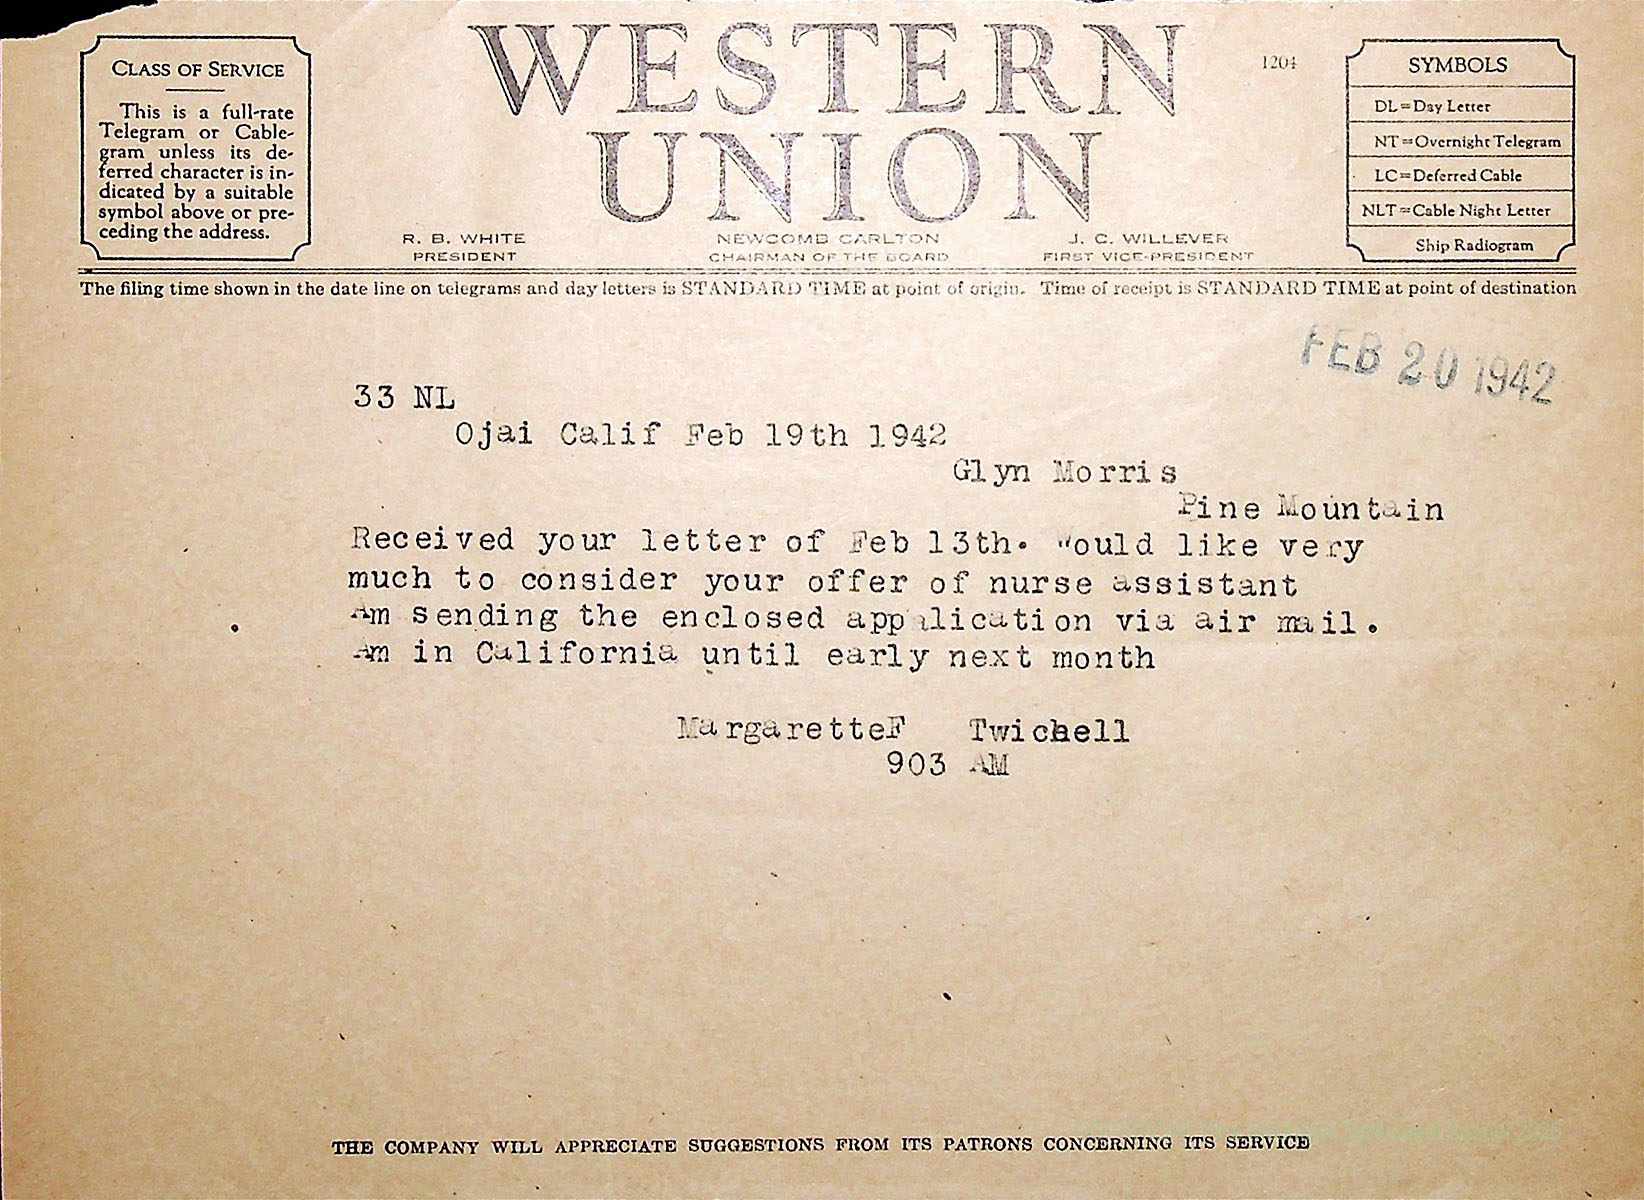 CLASS OF SERVICE
This is a full-rate
Telegram or Cable-
gram unless its de-
ferred character is in-
dicated by a suitable
symbol above or pre-
ceding the address.
WESTERN
UNION
1204
R. B. WHITE
PRESIDENT
NEWCOMB CARLTON
CHAIRMAN OF THE BOARD
J. C. WILLEVER
FIRST VICE-PRESIDENT
SYMBOLS
DL=Day Letter
NT=Overnight Telegram
LC=Deferred Cable
NLT=Cable Night Letter
Ship Radiogram
The filing time shown in the date line on telegrams and day letters is STANDARD TIME at point of origin. Time of receipt is STANDARD TIME at point of destination
FEB 20 1942
33 NL
Ojai Calif Feb 19th 1942
Glyn Morris
Pine Mountain
Received your letter of Feb 13th. Would like very
much to consider your offer of nurse assistant
Am sending the enclosed application via air mail.
Am in California until early next month
MargaretteF Twichell
903 AM
THE COMPANY WILL APPRECIATE SUGGESTIONS FROM ITS PATRONS CONCERNING ITS SERVICE